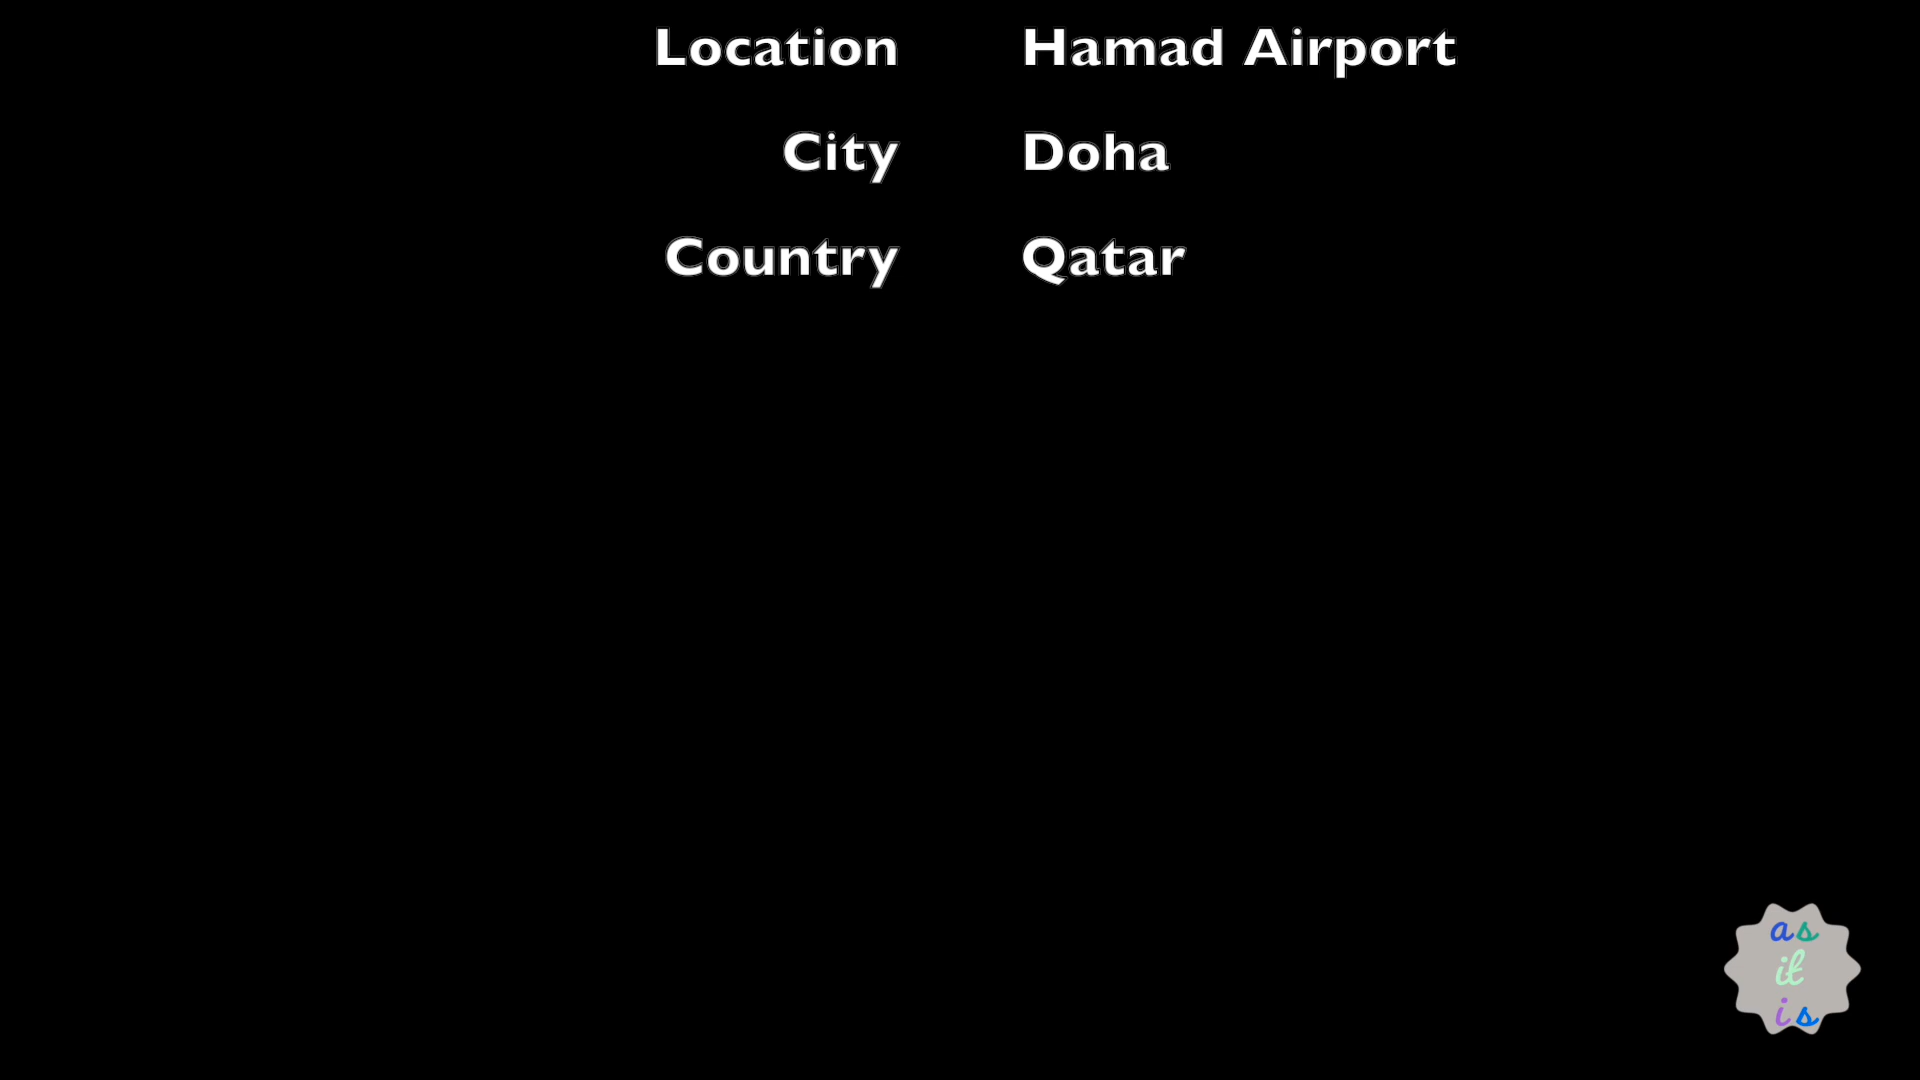 Location Hamad Airport
City Doha
Country Qatar
as
it
is